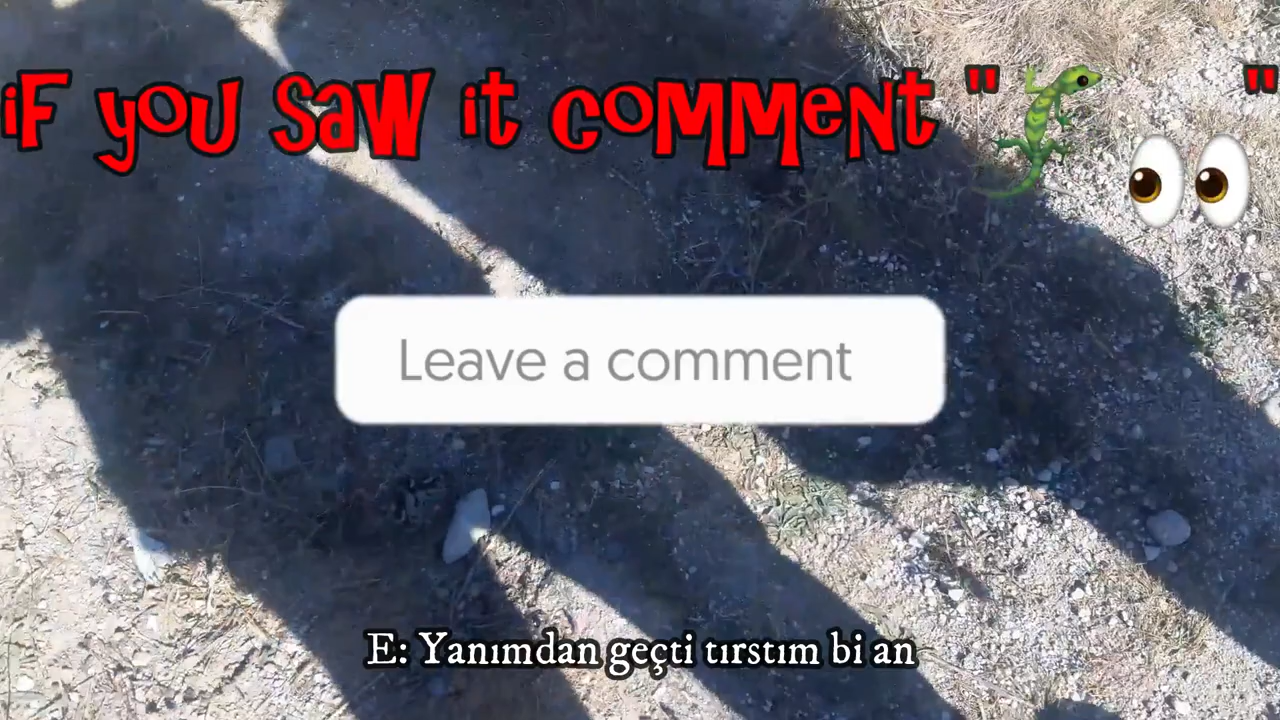 iF you saw it comment "🦎 "
👀
Leave a comment
E: Yanımdan geçti tırstım bi an